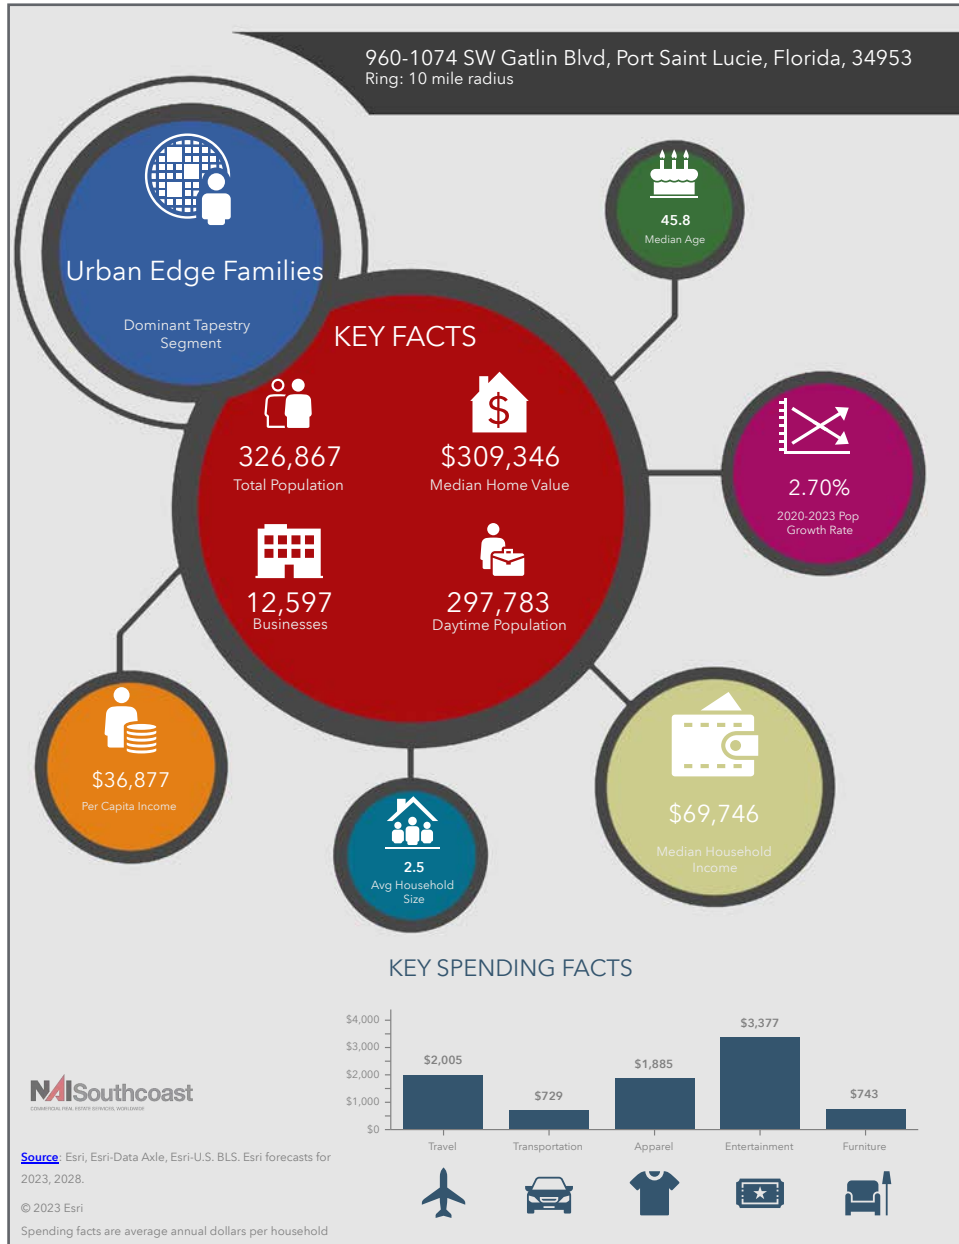 960-1074 SW Gatlin Blvd, Port Saint Lucie, Florida, 34953
Ring: 10 mile radius
Urban Edge Families
Dominant Tapestry
Segment
45.8
Median Age
KEY FACTS
326,867
Total Population
$309,346
Median Home Value
12,597
Businesses
297,783
Daytime Population
2.70%
2020-2023 Pop
Growth Rate
$36,877
Per Capita Income
2.5
Avg Household
Size
$69,746
Median Household
Income
KEY SPENDING FACTS
$4,000
$3,000
$2,000
$1,000
$0
$2,005
$729
$1,885
$3,377
$743
Travel
Transportation
Apparel
Entertainment
Furniture
NAISouthcoast
COMMERCIAL REAL ESTATE SERVICES, WORLDWIDE
Source: Esri, Esri-Data Axle, Esri-U.S. BLS. Esri forecasts for
2023, 2028.
© 2023 Esri
Spending facts are average annual dollars per household